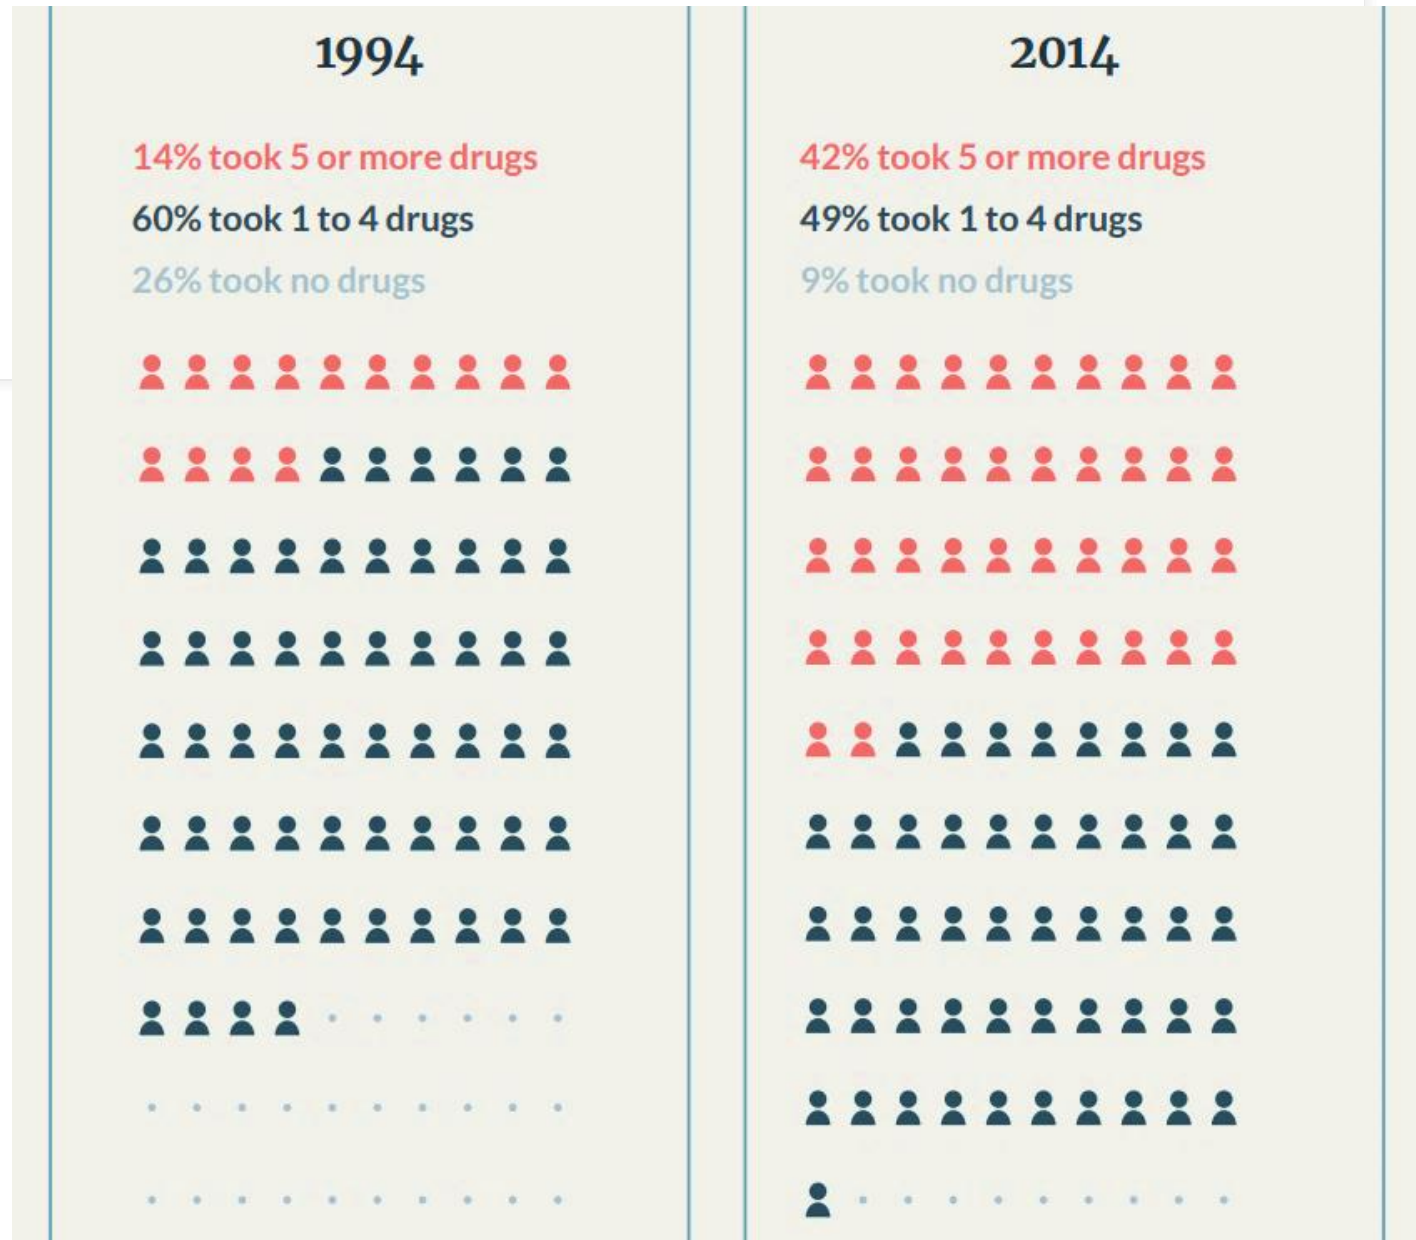 1994
14% took 5 or more drugs
60% took 1 to 4 drugs
26% took no drugs
2014
42% took 5 or more drugs
49% took 1 to 4 drugs
9% took no drugs